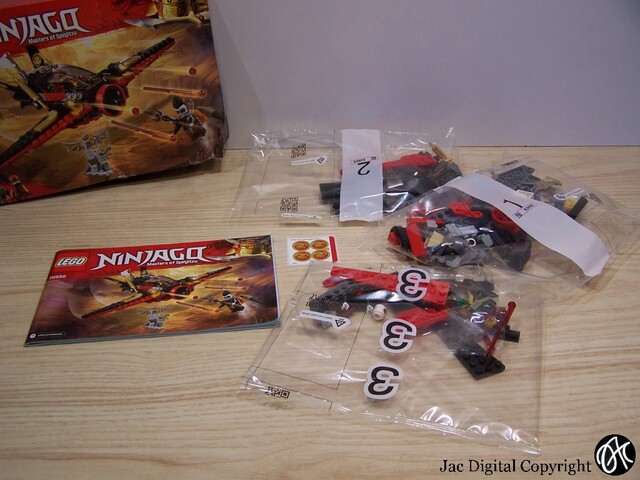 NINJAGO
Masters of Spinjitzu
2
1
LEGO NINJAGO
Masters of Spinjitzu
70650
3
3
3
Jac Digital Copyright